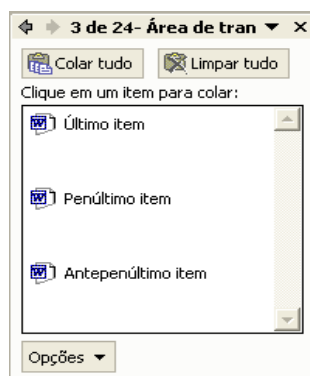 3 de 24- Área de tran
Colar tudo Limpar tudo
Clique em um item para colar:
Último item
Penúltimo item
Antepenúltimo item
Opções